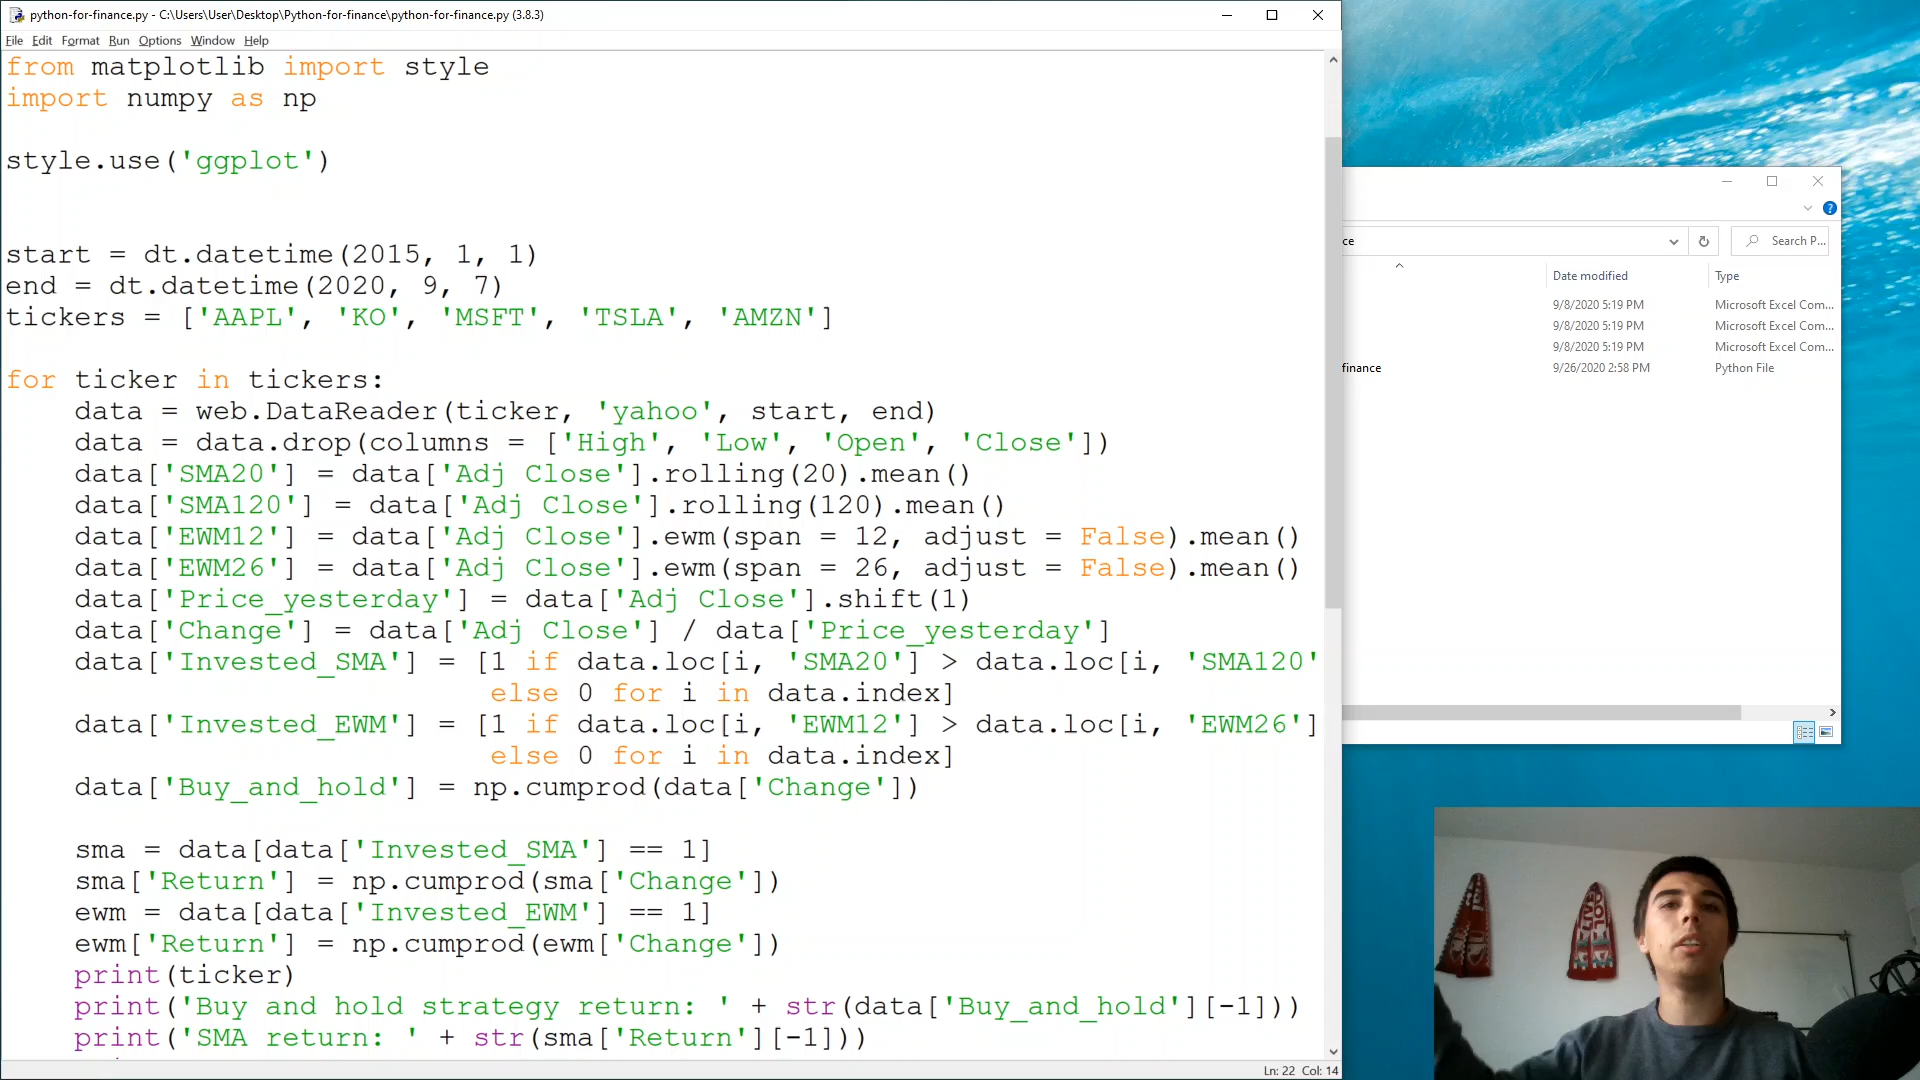 python-for-finance.py - C:\Users\User\Desktop\Python-for-finance\python-for-finance.py (3.8.3)
File Edit Format Run Options Window Help
from matplotlib import style
import numpy as np
style.use('ggplot')
start = dt.datetime(2015, 1, 1)
end = dt.datetime(2020, 9, 7)
tickers = ['AAPL', 'KO', 'MSFT', 'TSLA', 'AMZN']
for ticker in tickers:
data = web.DataReader(ticker, 'yahoo', start, end)
data = data.drop(columns = ['High', 'Low', 'Open', 'Close'])
data['SMA20'] = data['Adj Close'].rolling(20).mean()
data['SMA120'] = data['Adj Close'].rolling(120).mean()
data['EWM12'] = data['Adj Close'].ewm(span = 12, adjust = False).mean()
data['EWM26'] = data['Adj Close'].ewm(span = 26, adjust = False).mean()
data['Price_yesterday'] = data['Adj Close'].shift(1)
data['Change'] = data['Adj Close'] / data['Price_yesterday']
data['Invested_SMA'] = [1 if data.loc[i, 'SMA20'] > data.loc[i, 'SMA120'
else 0 for i in data.index]
data['Invested_EWM'] = [1 if data.loc[i, 'EWM12'] > data.loc[i, 'EWM26']
else 0 for i in data.index]
data['Buy_and_hold'] = np.cumprod(data['Change'])
sma = data[data['Invested_SMA'] == 1]
sma['Return'] = np.cumprod(sma['Change'])
ewm = data[data['Invested_EWM'] == 1]
ewm['Return'] = np.cumprod(ewm['Change'])
print(ticker)
print('Buy and hold strategy return: ' + str(data['Buy_and_hold'][-1]))
print('SMA return: ' + str(sma['Return'][-1]))
Ln: 22 Col: 14
ce
Search P...
Date modified Type
9/8/2020 5:19 PM Microsoft Excel Com...
9/8/2020 5:19 PM Microsoft Excel Com...
9/8/2020 5:19 PM Microsoft Excel Com...
finance 9/26/2020 2:58 PM Python File